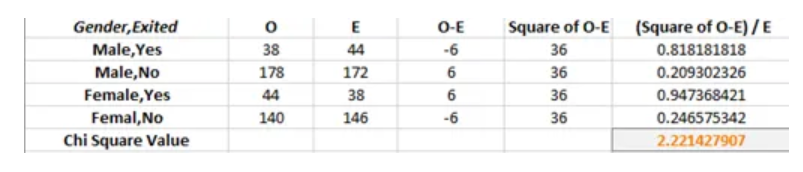 Gender,Exited O E O-E Square of O-E (Square of O-E) / E
Male,Yes 38 44 -6 36 0.818181818
Male,No 178 172 6 36 0.209302326
Female,Yes 44 38 6 36 0.947368421
Femal,No 140 146 -6 36 0.246575342
Chi Square Value 2.221427907